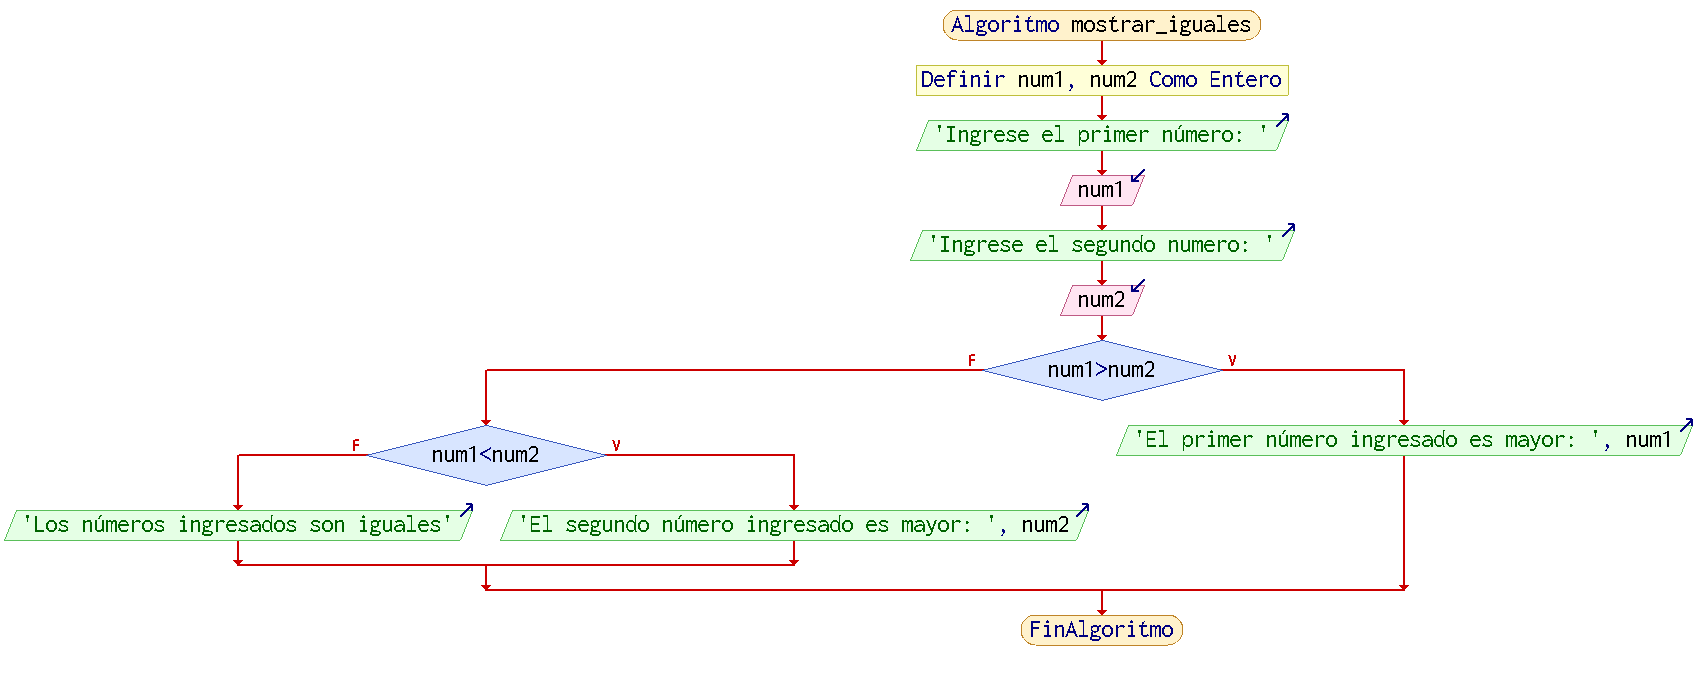 Algoritmo mostrar_iguales
Definir num1, num2 Como Entero
'Ingrese el primer número: '
num1
'Ingrese el segundo numero: '
num2
F
num1>num2
V
F
num1<num2
V
'El primer número ingresado es mayor: ', num1
'Los números ingresados son iguales'
'El segundo número ingresado es mayor: ', num2
FinAlgoritmo